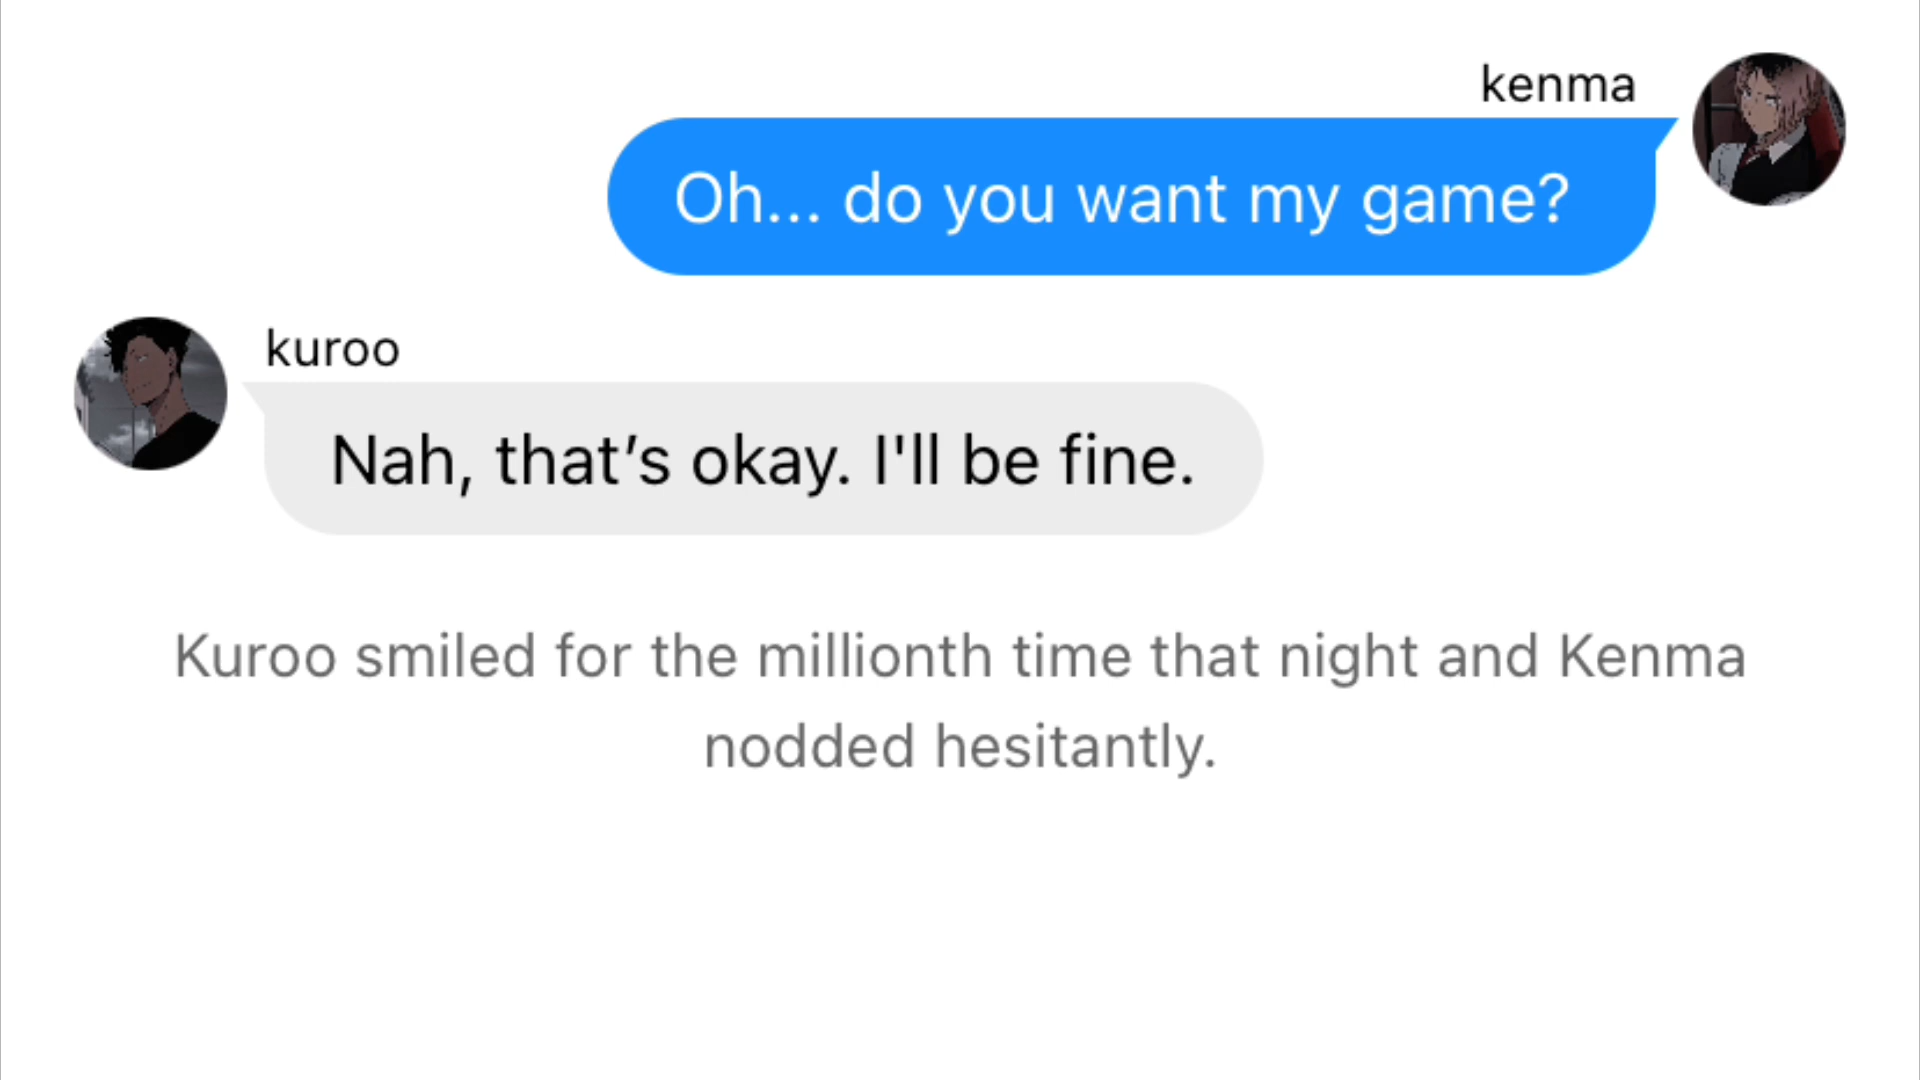 kenma
Oh... do you want my game?
kuroo
Nah, that’s okay. I'll be fine.
Kuroo smiled for the millionth time that night and Kenma
nodded hesitantly.